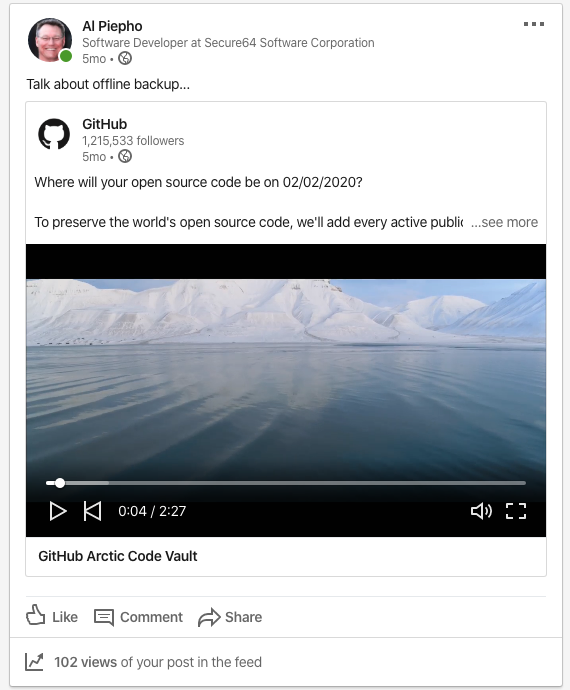 Al Piepho
Software Developer at Secure64 Software Corporation
5mo •
Talk about offline backup...
GitHub
1,215,533 followers
5mo •
Where will your open source code be on 02/02/2020?
To preserve the world's open source code, we'll add every active public ...see more
0:04 / 2:27
GitHub Arctic Code Vault
Like Comment Share
102 views of your post in the feed